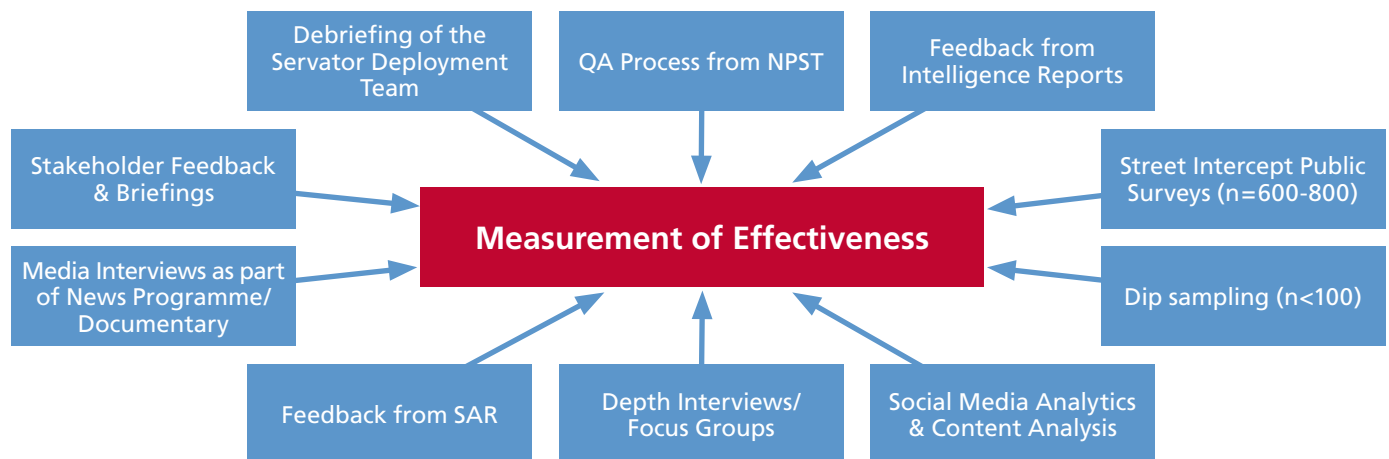 Debriefing of the
Servator Deployment
Team
QA Process from NPST
Feedback from
Intelligence Reports
Stakeholder Feedback
& Briefings
Street Intercept Public
Surveys (n=600-800)
Measurement of Effectiveness
Media Interviews as part
of News Programme/
Documentary
Dip sampling (n<100)
Feedback from SAR
Depth Interviews/
Focus Groups
Social Media Analytics
& Content Analysis